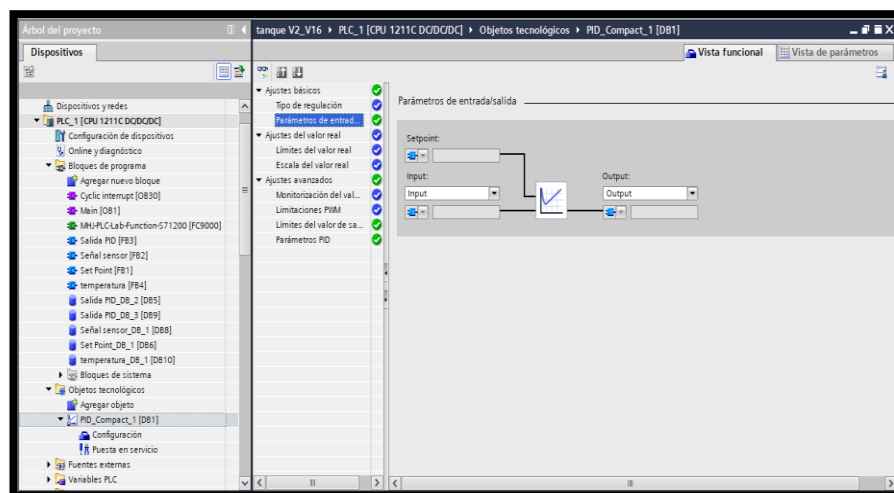 Árbol del proyecto
tanque V2_V16 ▸ PLC_1 [CPU 1211C DC/DC/DC] ▸ Objetos tecnológicos ▸ PID_Compact_1 [DB1]
Dispositivos
Vista funcional
Vista de parámetros
Dispositivos y redes
PLC_1 [CPU 1211C DC/DC/DC]
Configuración de dispositivos
Online y diagnóstico
Bloques de programa
Agregar nuevo bloque
Cyclic interrupt [OB30]
Main [OB1]
MHJ-PLC-Lab-Function-S71200 [FC9000]
Salida PID [FB3]
Señal sensor [FB2]
Set Point [FB1]
temperatura [FB4]
Salida PID_DB_2 [DB5]
Salida PID_DB_3 [DB9]
Señal sensor_DB_1 [DB8]
Set Point_DB_1 [DB6]
temperatura_DB_1 [DB10]
Bloques de sistema
Objetos tecnológicos
Agregar objeto
PID_Compact_1 [DB1]
Configuración
Puesta en servicio
Fuentes externas
Variables PLC
Ajustes básicos
Tipo de regulación
Parámetros de entrad...
Ajustes del valor real
Límites del valor real
Escala del valor real
Ajustes avanzados
Monitorización del val...
Limitaciones PWM
Límites del valor de sa...
Parámetros PID
Parámetros de entrada/salida
Setpoint:
Input:
Output:
Input
Output